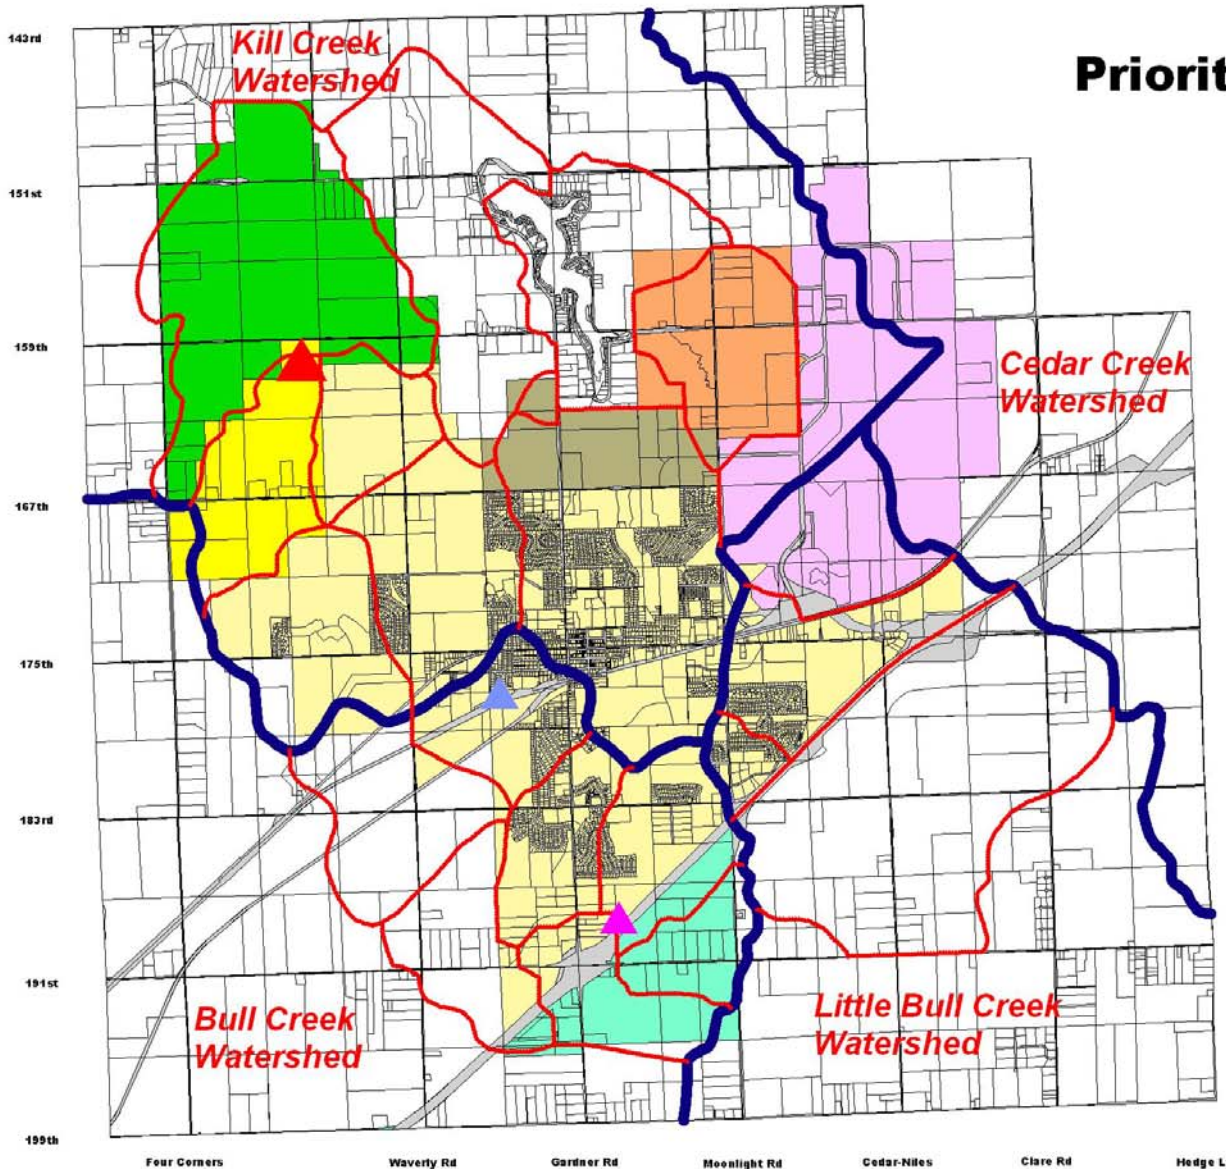 143rd
Kill Creek
Watershed
Priorit
151st
159th
Cedar Creek
Watershed
167th
175th
183rd
191st
Bull Creek
Watershed
Little Bull Creek
Watershed
199th
Four Corners
Waverly Rd
Gardner Rd
Moonlight Rd
Cedar-Niles
Clare Rd
Hedge L